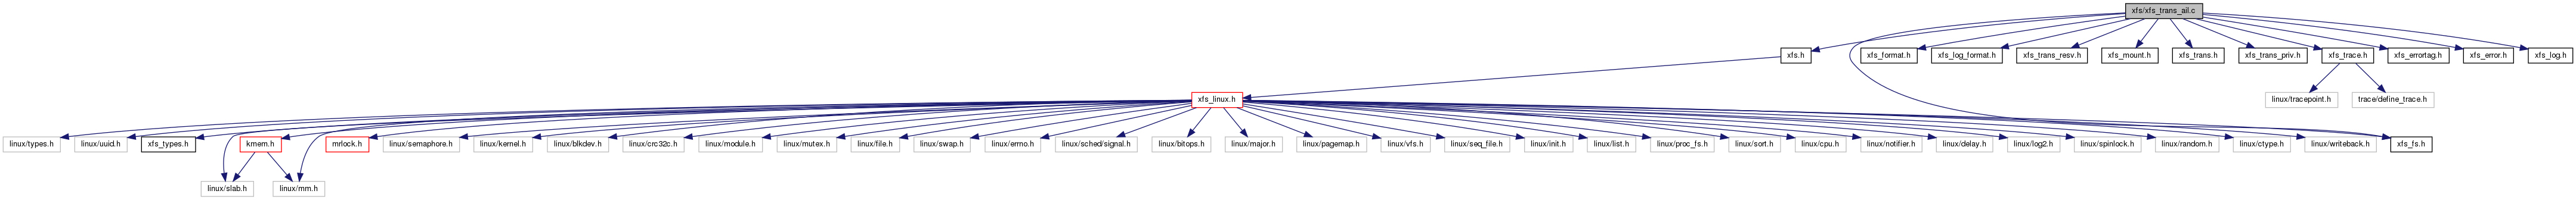 xfs/xfs_trans_ail.c
xfs.h
xfs_format.h
xfs_log_format.h
xfs_trans_resv.h
xfs_mount.h
xfs_trans.h
xfs_trans_priv.h
xfs_trace.h
xfs_errortag.h
xfs_error.h
xfs_log.h
xfs_linux.h
linux/tracepoint.h
trace/define_trace.h
linux/types.h
linux/uuid.h
xfs_types.h
kmem.h
mrlock.h
linux/semaphore.h
linux/kernel.h
linux/blkdev.h
linux/crc32c.h
linux/module.h
linux/mutex.h
linux/file.h
linux/swap.h
linux/errno.h
linux/sched/signal.h
linux/bitops.h
linux/major.h
linux/pagemap.h
linux/vfs.h
linux/seq_file.h
linux/init.h
linux/list.h
linux/proc_fs.h
linux/sort.h
linux/cpu.h
linux/notifier.h
linux/delay.h
linux/log2.h
linux/spinlock.h
linux/random.h
linux/ctype.h
linux/writeback.h
xfs_fs.h
linux/slab.h
linux/mm.h